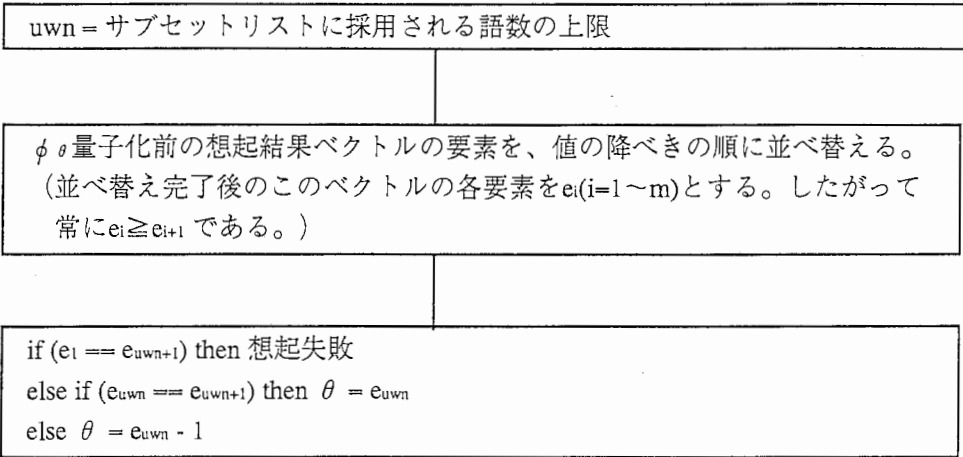 uwn = サブセットリストに採用される語数の上限
φ θ量子化前の想起結果ベクトルの要素を、値の降べきの順に並べ替える。
(並べ替え完了後のこのベクトルの各要素をei(i=1~m)とする。したがって
常にei≧ei+1 である。)
if (e1 == euwn+1) then 想起失敗
else if (euwn == euwn+1) then θ = euwn
else θ = euwn - 1